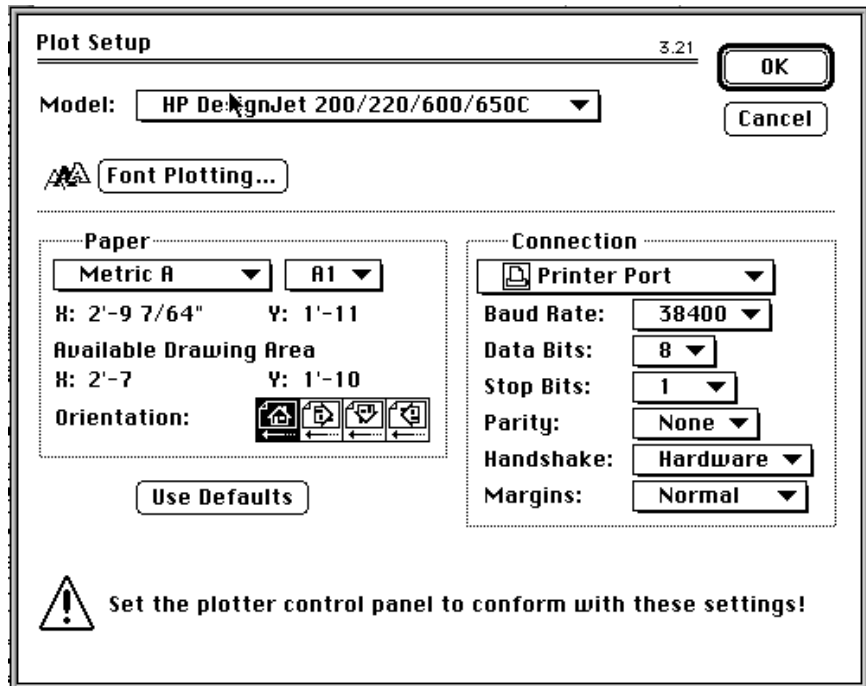 Plot Setup
3.21
OK
Model: HP DesignJet 200/220/600/650C
Cancel
Font Plotting...
Paper
Metric A A1
X: 2'-9 7/64" Y: 1'-11
Available Drawing Area
X: 2'-7 Y: 1'-10
Orientation:
Use Defaults
Connection
Printer Port
Baud Rate: 38400
Data Bits: 8
Stop Bits: 1
Parity: None
Handshake: Hardware
Margins: Normal
Set the plotter control panel to conform with these settings!